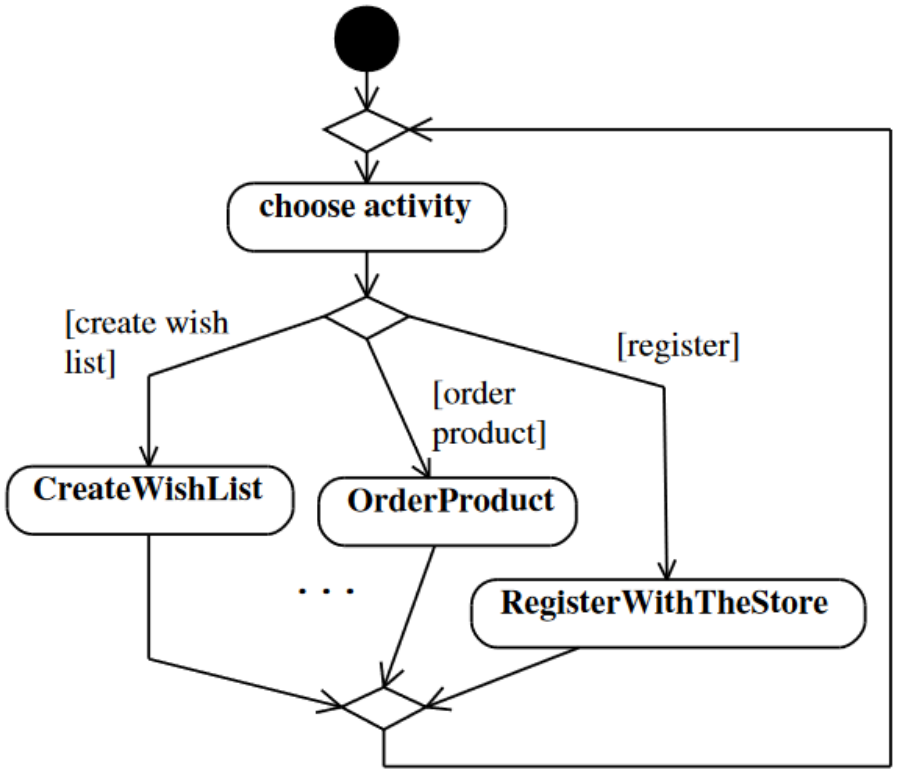 choose activity
[create wish
list]
[register]
[order
product]
CreateWishList
OrderProduct
. . .
RegisterWithTheStore